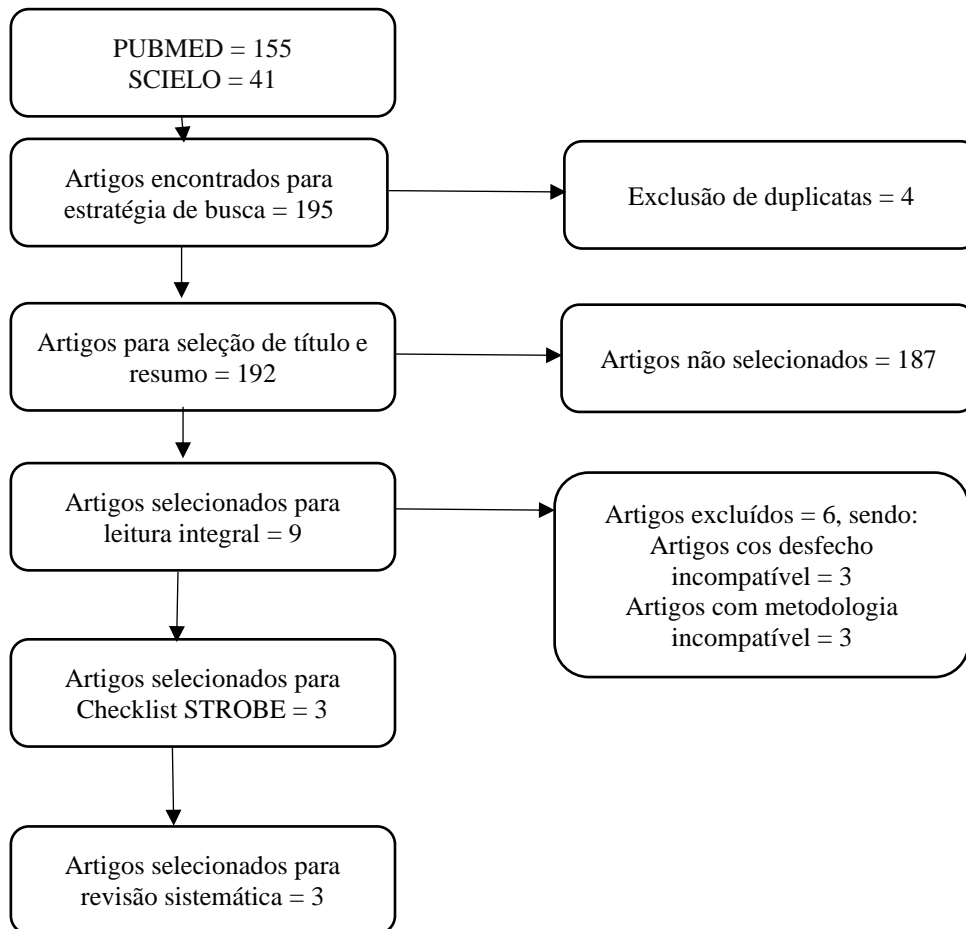 PUBMED = 155
SCIELO = 41
Artigos encontrados para
estratégia de busca = 195
Exclusão de duplicatas = 4
Artigos para seleção de título e
resumo = 192
Artigos não selecionados = 187
Artigos selecionados para
leitura integral = 9
Artigos excluídos = 6, sendo:
Artigos cos desfecho
incompatível = 3
Artigos com metodologia
incompatível = 3
Artigos selecionados para
Checklist STROBE = 3
Artigos selecionados para
revisão sistemática = 3